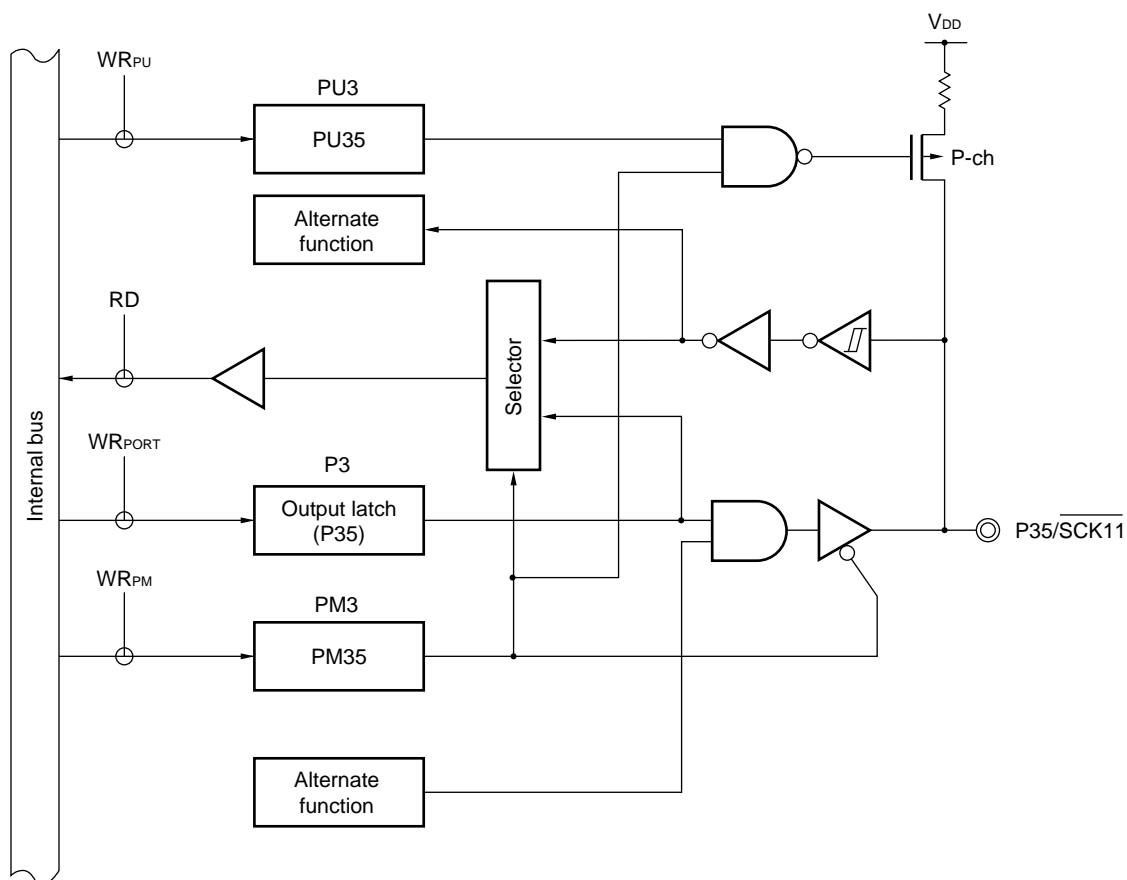 VDD
WRPU
PU3
PU35
P-ch
Alternate
function
RD
Selector
WRPORT
P3
Output latch
(P35)
Internal bus
P35/SCK11
WRPM
PM3
PM35
Alternate
function